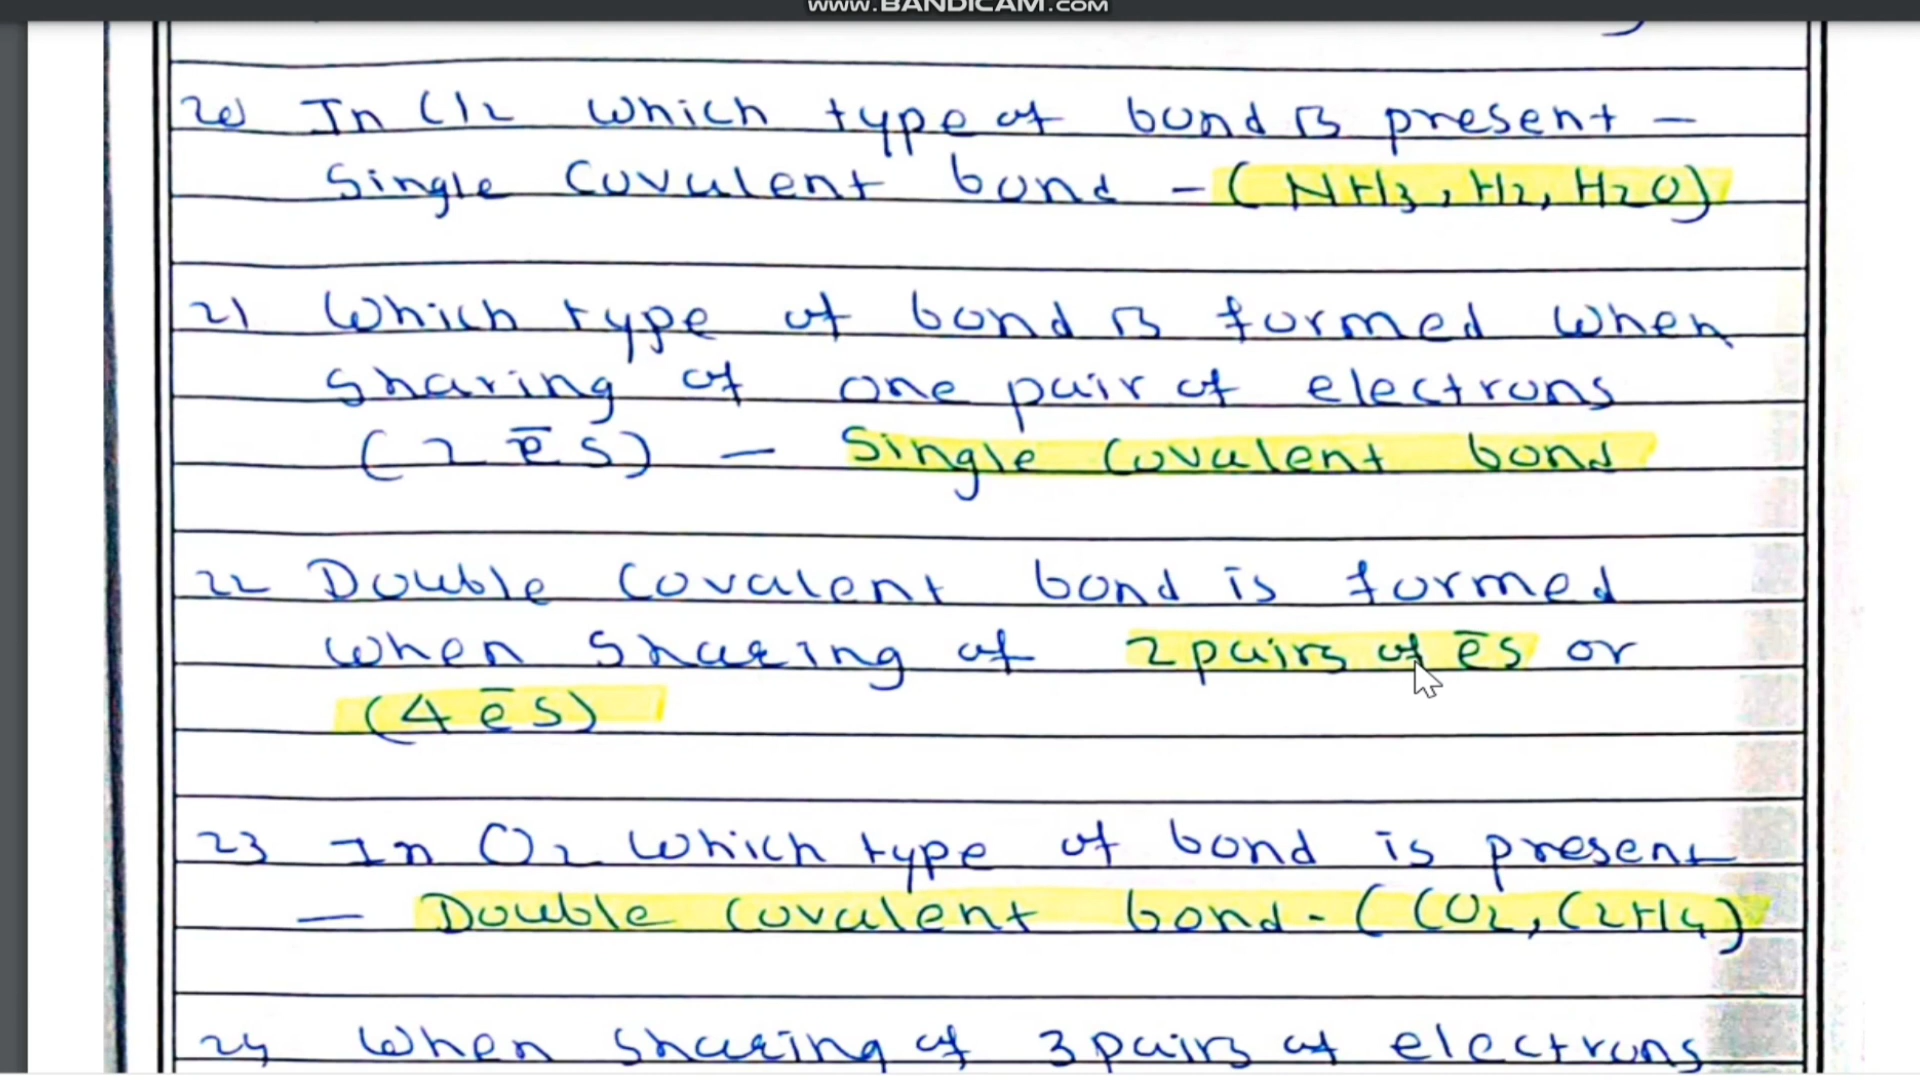 www.BANDICAM.com
20 In Cl2 which type of bond is present -
Single Covalent bond - (NH3, H2, H2O)
21 Which type of bond is formed when
sharing of one pair of electrons
(2 e̅s) - Single Covalent bond
22 Double Covalent bond is formed
when sharing of 2 pairs of e̅s or
(4 e̅s)
23 In O2 which type of bond is present
- Double Covalent bond - (CO2, C2H4)
24 When sharing of 3 pairs of electrons